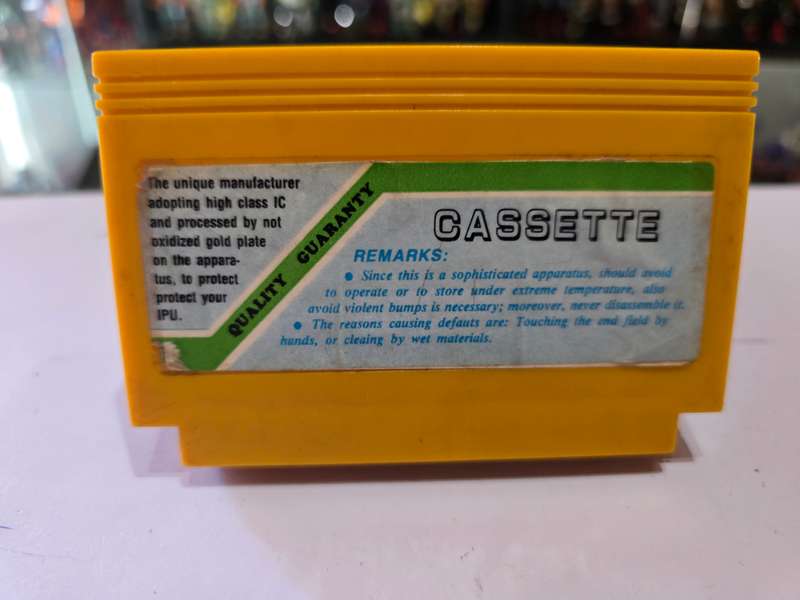 The unique manufacturer
adopting high class IC
and processed by not
oxidized gold plate
on the appara-
tus, to protect
protect your
IPU.
QUALITY GUARANTY
CASSETTE
REMARKS:
● Since this is a sophisticated apparatus, should avoid
to operate or to store under extreme temperature, also
avoid violent bumps is necessary; moreover, never disassemble it.
● The reasons causing defauts are: Touching the end field by
hands, or cleaing by wet materials.